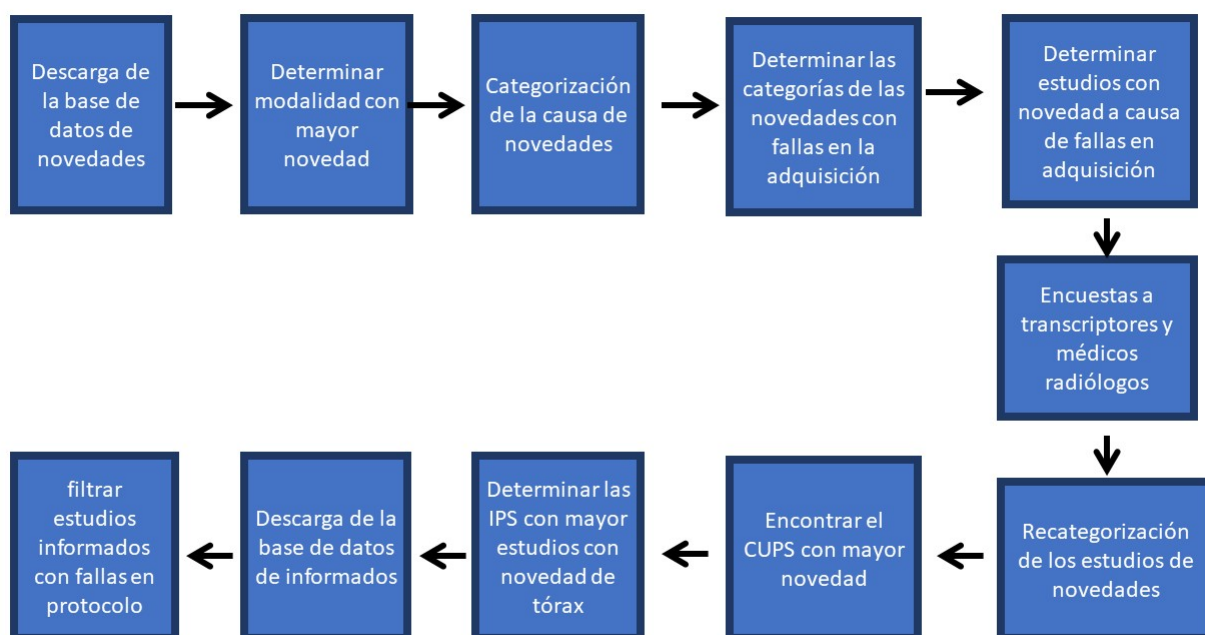 Descarga de
la base de
datos de
novedades
Determinar
modalidad con
mayor
novedad
Categorización
de la causa de
novedades
Determinar las
categorías de las
novedades con
fallas en la
adquisición
Determinar
estudios con
novedad a causa
de fallas en
adquisición
Encuestas a
transcriptores y
médicos
radiólogos
Recategorización
de los estudios de
novedades
Encontrar el
CUPS con mayor
novedad
Determinar las
IPS con mayor
estudios con
novedad de
tórax
Descarga de la
base de datos
de informados
filtrar
estudios
informados
con fallas en
protocolo